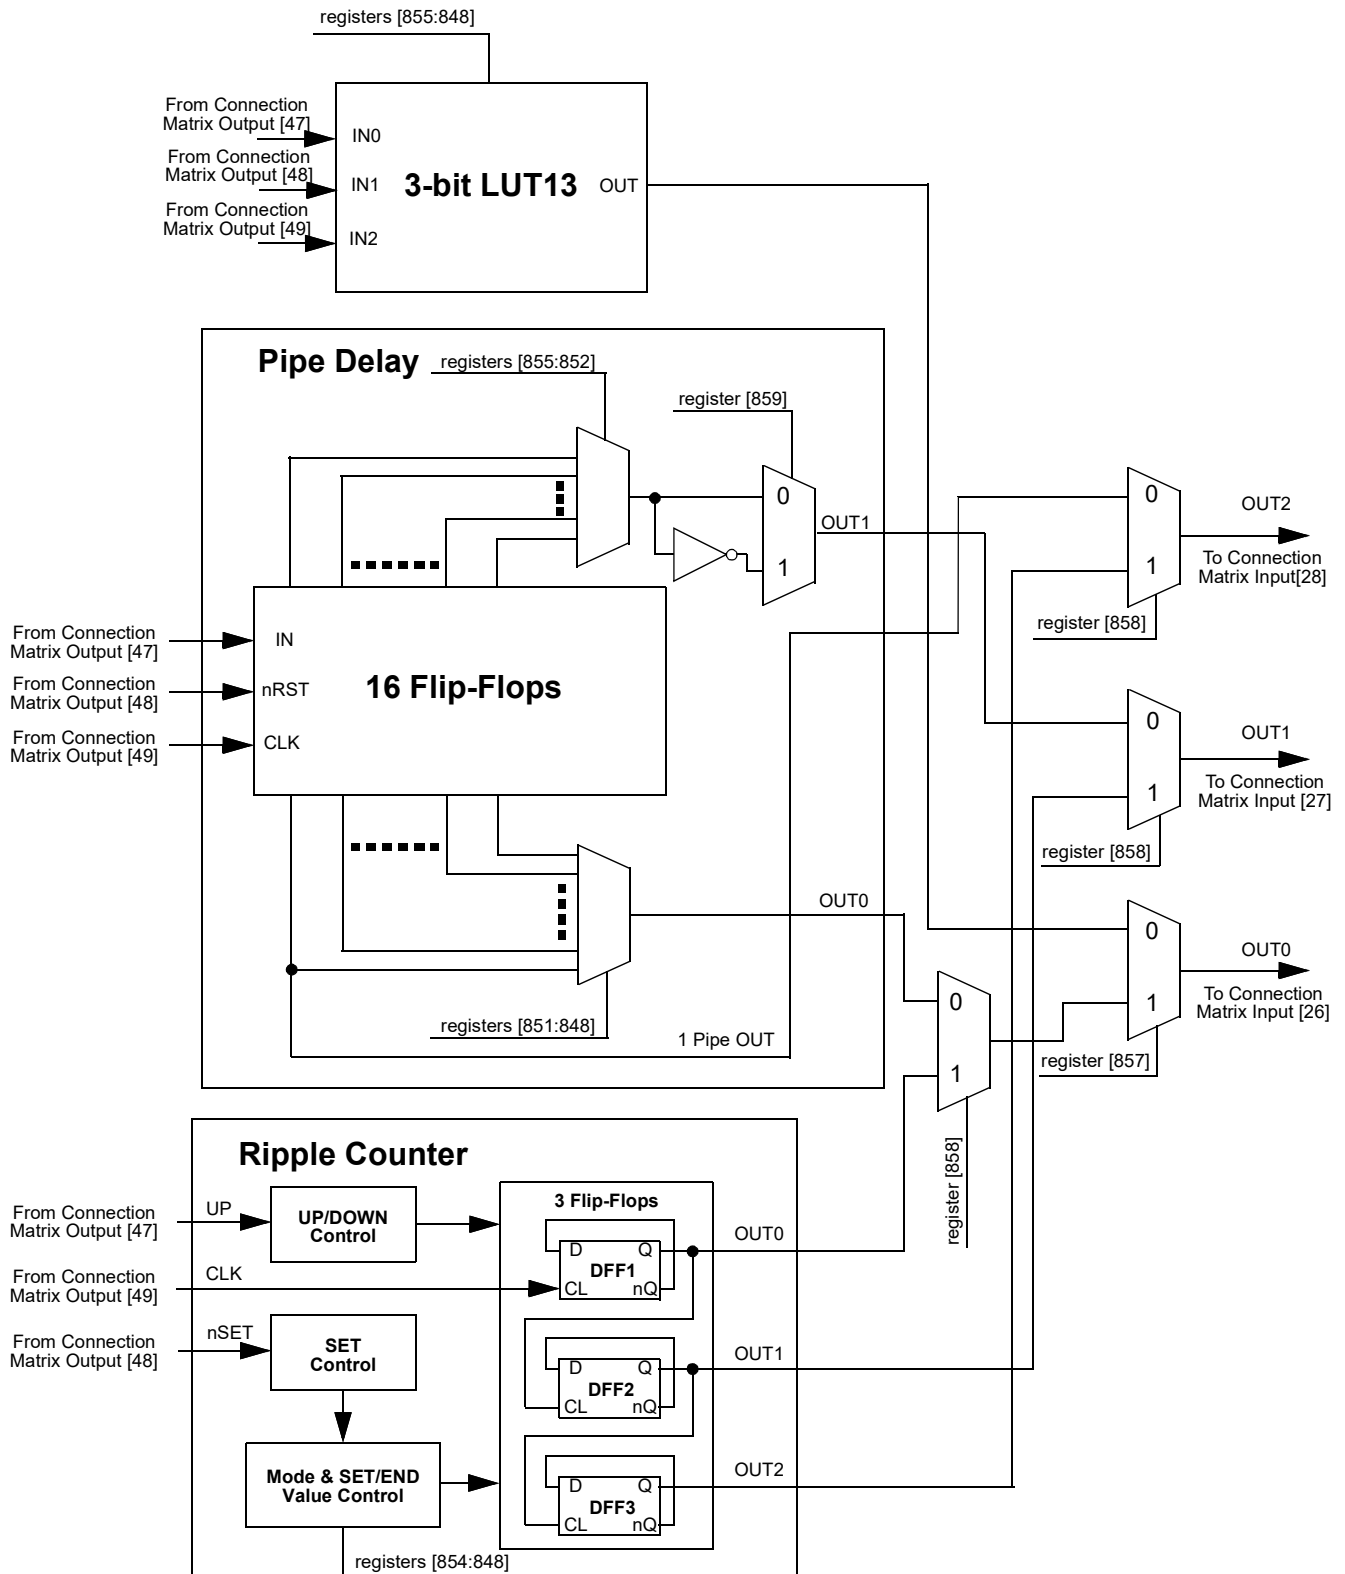 registers [855:848]
From Connection
Matrix Output [47]
IN0
From Connection
Matrix Output [48]
IN1
3-bit LUT13
OUT
From Connection
Matrix Output [49]
IN2
Pipe Delay
registers [855:852]
register [859]
0
1
OUT1
0
1
OUT2
To Connection
Matrix Input[28]
register [858]
From Connection
Matrix Output [47]
IN
From Connection
Matrix Output [48]
nRST
16 Flip-Flops
From Connection
Matrix Output [49]
CLK
0
1
OUT1
To Connection
Matrix Input [27]
register [858]
OUT0
registers [851:848]
1 Pipe OUT
0
1
register [858]
0
1
OUT0
To Connection
Matrix Input [26]
register [857]
Ripple Counter
From Connection
Matrix Output [47]
UP
UP/DOWN
Control
3 Flip-Flops
D
Q
DFF1
CL
nQ
OUT0
From Connection
Matrix Output [49]
CLK
From Connection
Matrix Output [48]
nSET
SET
Control
D
Q
DFF2
CL
nQ
OUT1
Mode & SET/END
Value Control
D
Q
DFF3
CL
nQ
OUT2
registers [854:848]